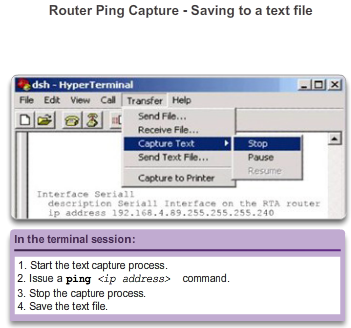 Router Ping Capture - Saving to a text file
dsh - HyperTerminal
File Edit View Call Transfer Help
Send File...
Receive File...
Capture Text
Send Text File...
Capture to Printer
Stop
Pause
Resume
Interface Serial1
description Serial1 Interface on the RTA router
ip address 192.168.4.89.255.255.255.240
In the terminal session:
1. Start the text capture process.
2. Issue a ping <ip address> command.
3. Stop the capture process.
4. Save the text file.